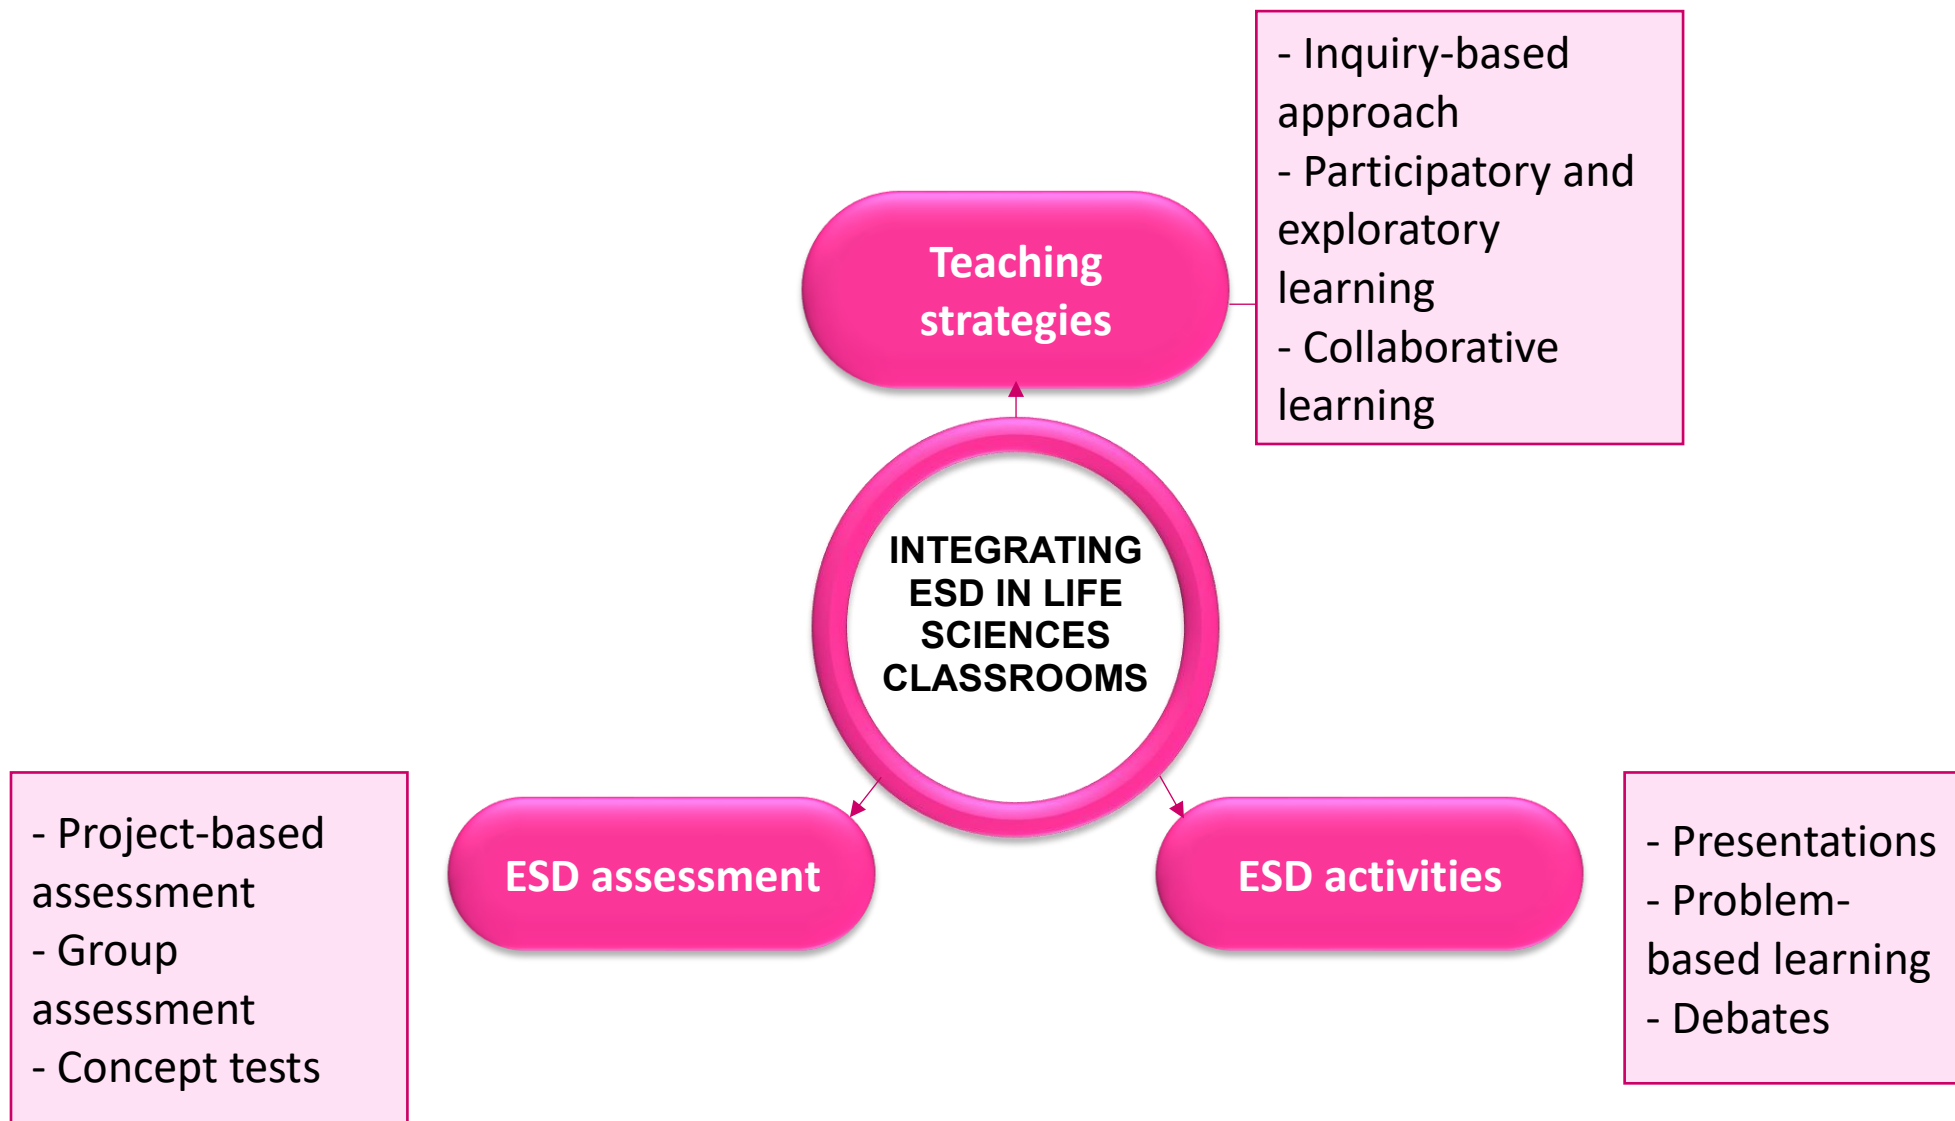 - Inquiry-based
approach
- Participatory and
exploratory
learning
- Collaborative
learning
Teaching
strategies
INTEGRATING
ESD IN LIFE
SCIENCES
CLASSROOMS
- Project-based
assessment
- Group
assessment
- Concept tests
ESD assessment
ESD activities
- Presentations
- Problem-
based learning
- Debates